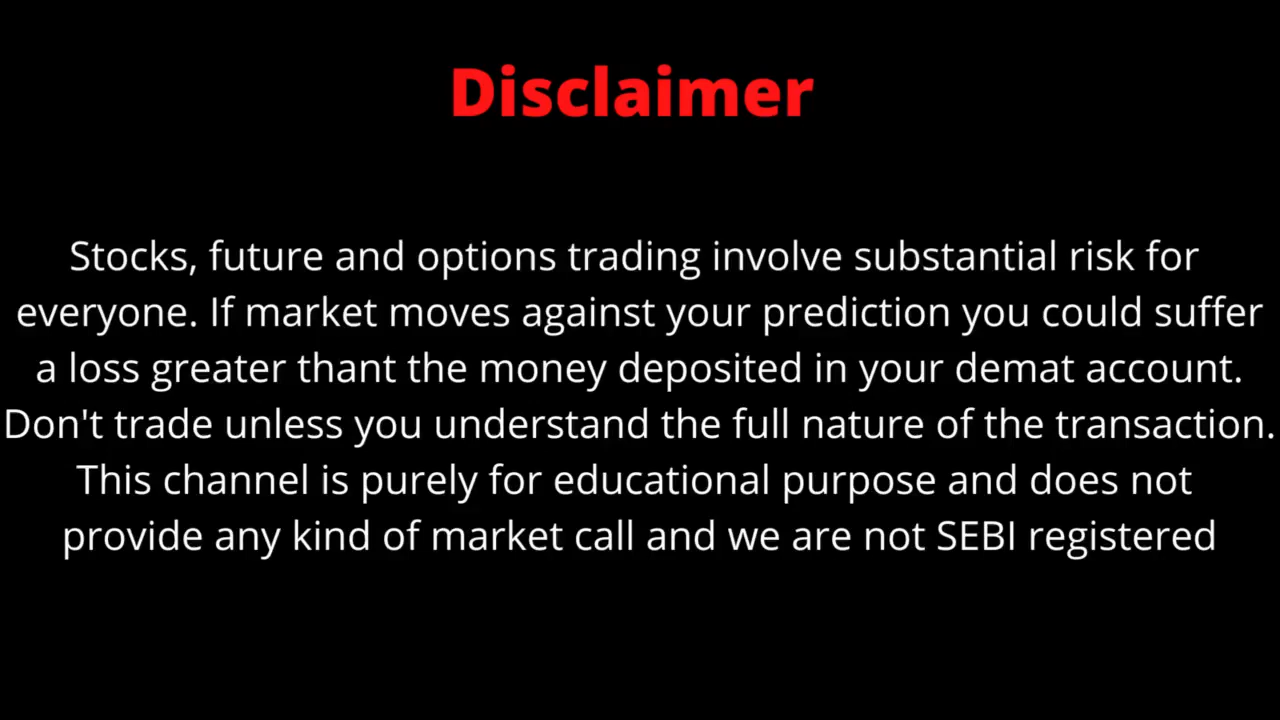 Disclaimer
Stocks, future and options trading involve substantial risk for
everyone. If market moves against your prediction you could suffer
a loss greater thant the money deposited in your demat account.
Don't trade unless you understand the full nature of the transaction.
This channel is purely for educational purpose and does not
provide any kind of market call and we are not SEBI registered